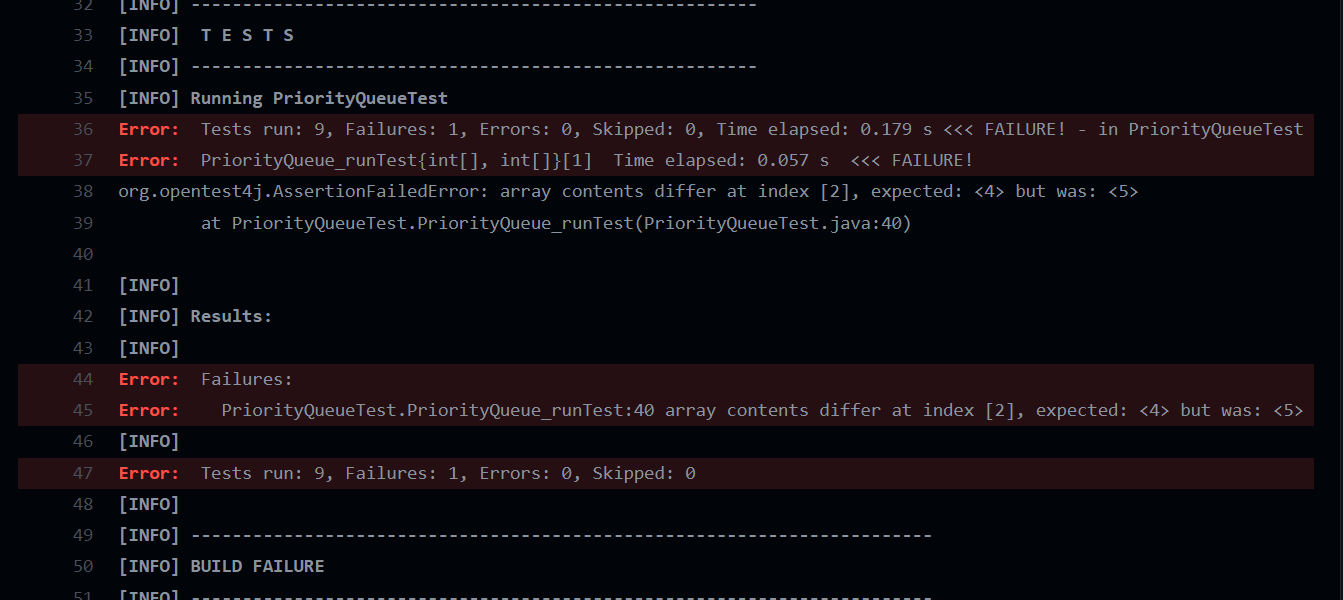 32 [INFO] -------------------------------------------------------
33 [INFO]  T E S T S
34 [INFO] -------------------------------------------------------
35 [INFO] Running PriorityQueueTest
36 Error:  Tests run: 9, Failures: 1, Errors: 0, Skipped: 0, Time elapsed: 0.179 s <<< FAILURE! - in PriorityQueueTest
37 Error:  PriorityQueue_runTest{int[], int[]}[1]  Time elapsed: 0.057 s  <<< FAILURE!
38 org.opentest4j.AssertionFailedError: array contents differ at index [2], expected: <4> but was: <5>
39         at PriorityQueueTest.PriorityQueue_runTest(PriorityQueueTest.java:40)
40
41 [INFO]
42 [INFO] Results:
43 [INFO]
44 Error:  Failures:
45 Error:    PriorityQueueTest.PriorityQueue_runTest:40 array contents differ at index [2], expected: <4> but was: <5>
46 [INFO]
47 Error:  Tests run: 9, Failures: 1, Errors: 0, Skipped: 0
48 [INFO]
49 [INFO] ------------------------------------------------------------------------
50 [INFO] BUILD FAILURE
51 [INFO] ------------------------------------------------------------------------